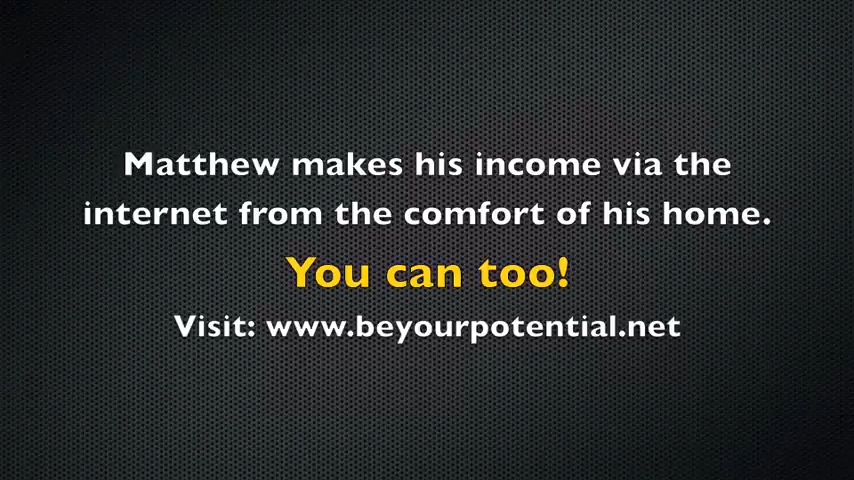 Matthew makes his income via the
internet from the comfort of his home.
You can too!
Visit: www.beyourpotential.net